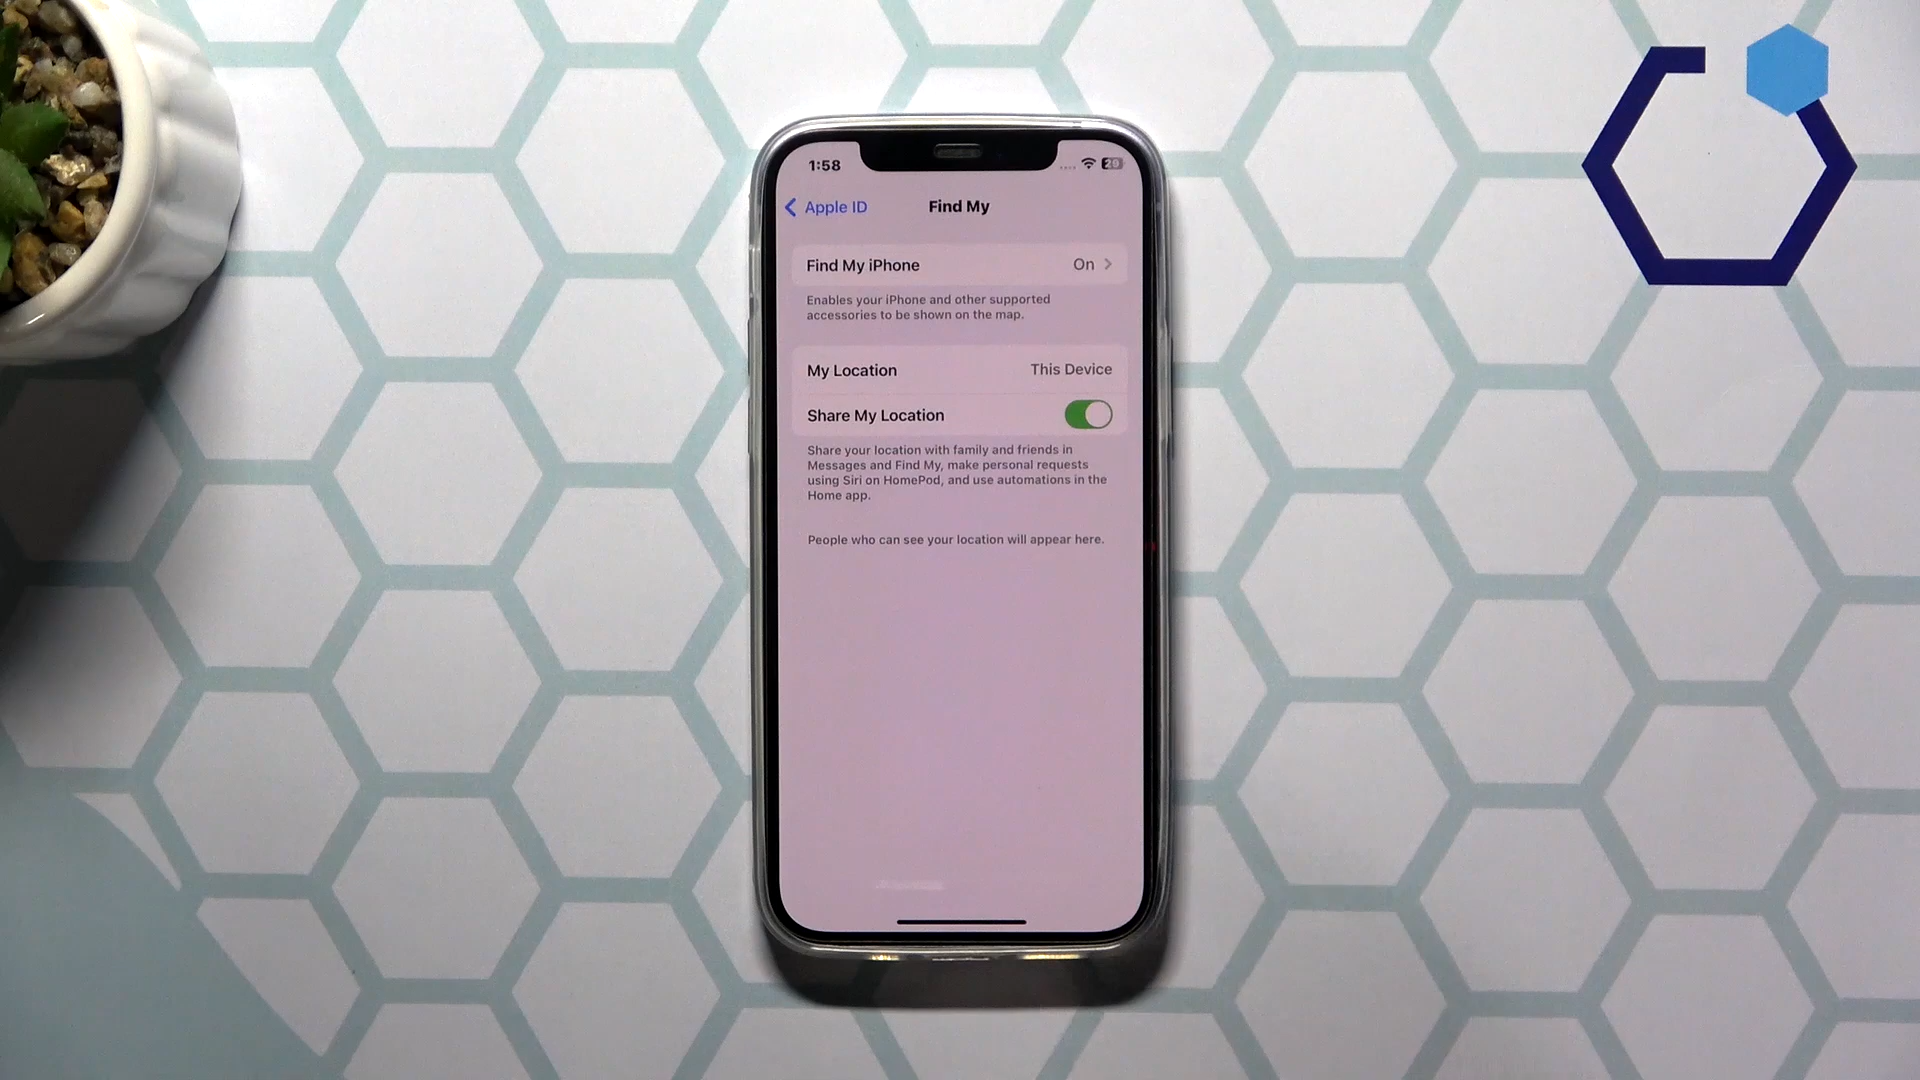 1:58
29
Apple ID
Find My
Find My iPhone
On
Enables your iPhone and other supported
accessories to be shown on the map.
My Location
This Device
Share My Location
Share your location with family and friends in
Messages and Find My, make personal requests
using Siri on HomePod, and use automations in the
Home app.
People who can see your location will appear here.